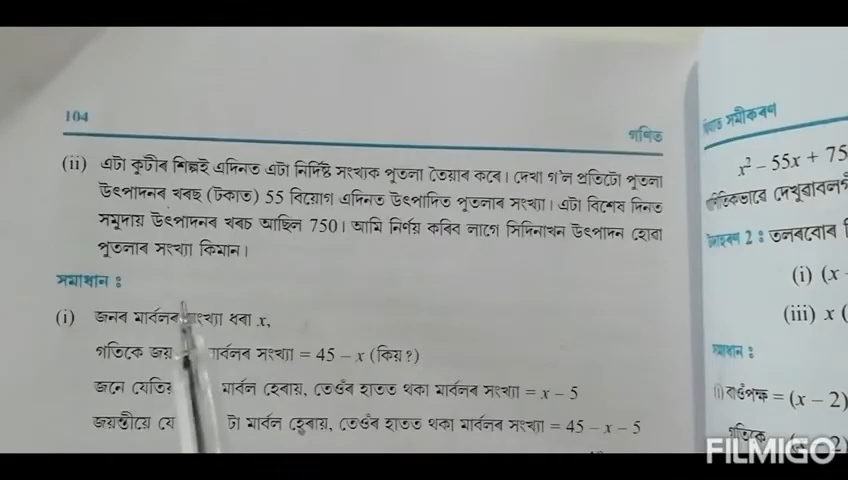 104
গণিত
(ii) এটা কুটীৰ শিল্পই এদিনত এটা নিৰ্দিষ্ট সংখ্যক পুতলা তৈয়াৰ কৰে। দেখা গ'ল প্ৰতিটো পুতলা
উৎপাদনৰ খৰছ (টকাত) 55 বিয়োগ এদিনত উৎপাদিত পুতলাৰ সংখ্যা। এটা বিশেষ দিনত
সমুদায় উৎপাদনৰ খৰচ আছিল 750। আমি নিৰ্ণয় কৰিব লাগে সিদিনাখন উৎপাদন হোৱা
পুতলাৰ সংখ্যা কিমান।
সমাধান :
(i) জনৰ মাৰ্বলৰ সংখ্যা ধৰা x,
গতিকে জয় মাৰ্বলৰ সংখ্যা = 45 – x (কিয়?)
জনে যেতিয় মাৰ্বল হেৰায়, তেওঁৰ হাতত থকা মাৰ্বলৰ সংখ্যা = x – 5
জয়ন্তীয়ে যে টা মাৰ্বল হেৰায়, তেওঁৰ হাতত থকা মাৰ্বলৰ সংখ্যা = 45 – x – 5
সমীকৰণ
x² – 55x + 75
2 : তলৰবোৰ
(i) (x
(iii) x (
সমাধান :
(i) বাওঁপক্ষ = (x – 2)
গতিকে (x – 2)
FILMIGO